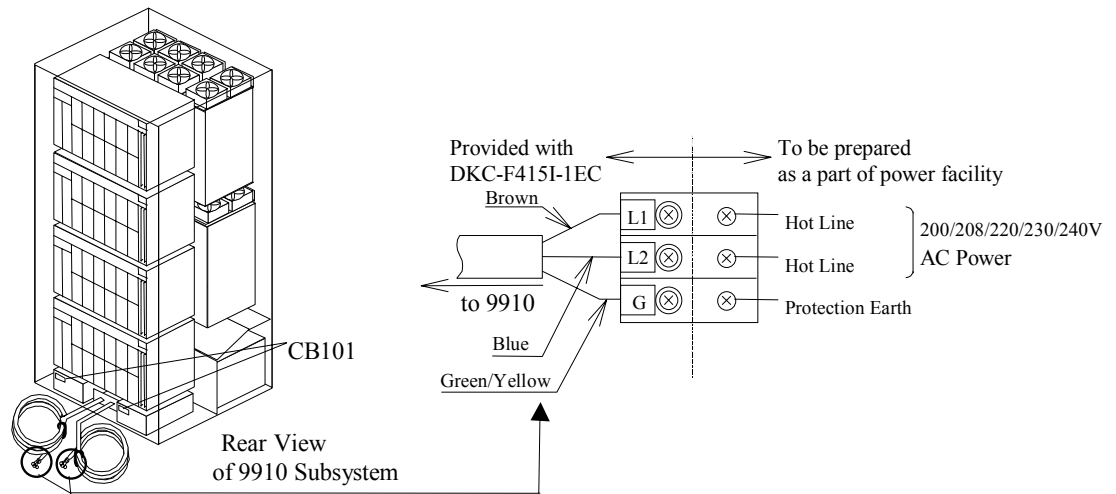 Provided with
DKC-F415I-1EC
To be prepared
as a part of power facility
Brown
L1
Hot Line
200/208/220/230/240V
AC Power
L2
Hot Line
G
Protection Earth
to 9910
Blue
Green/Yellow
CB101
Rear View
of 9910 Subsystem